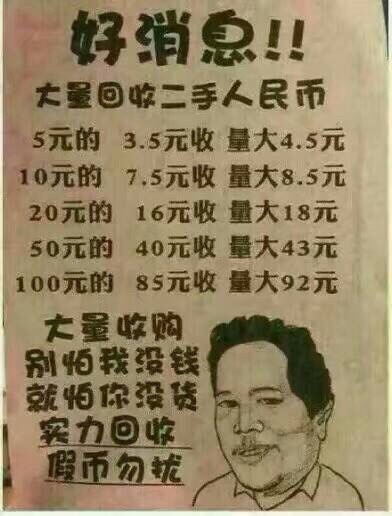 好消息!!
大量回收二手人民币
5元的 3.5元收 量大4.5元
10元的 7.5元收 量大8.5元
20元的 16元收 量大18元
50元的 40元收 量大43元
100元的 85元收 量大92元
大量收购
别怕我没钱
就怕你没货
实力回收
假币勿扰